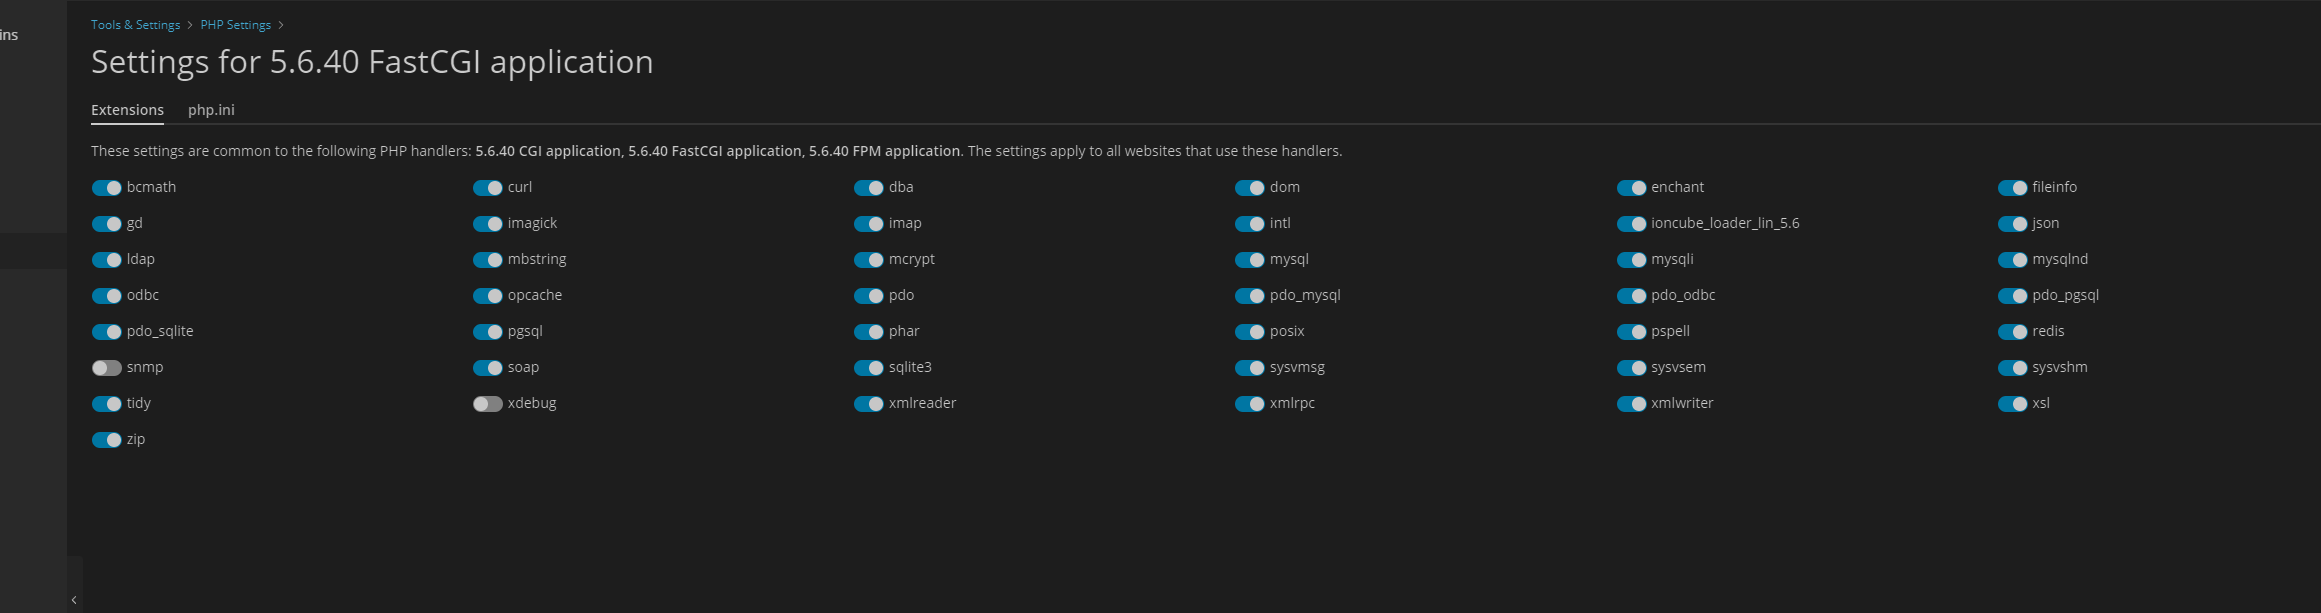 ins
Tools & Settings > PHP Settings >
Settings for 5.6.40 FastCGI application
Extensions php.ini
These settings are common to the following PHP handlers: 5.6.40 CGI application, 5.6.40 FastCGI application, 5.6.40 FPM application. The settings apply to all websites that use these handlers.
bcmath curl dba dom enchant fileinfo
gd imagick imap intl ioncube_loader_lin_5.6 json
ldap mbstring mcrypt mysql mysqli mysqlnd
odbc opcache pdo pdo_mysql pdo_odbc pdo_pgsql
pdo_sqlite pgsql phar posix pspell redis
snmp soap sqlite3 sysvmsg sysvsem sysvshm
tidy xdebug xmlreader xmlrpc xmlwriter xsl
zip